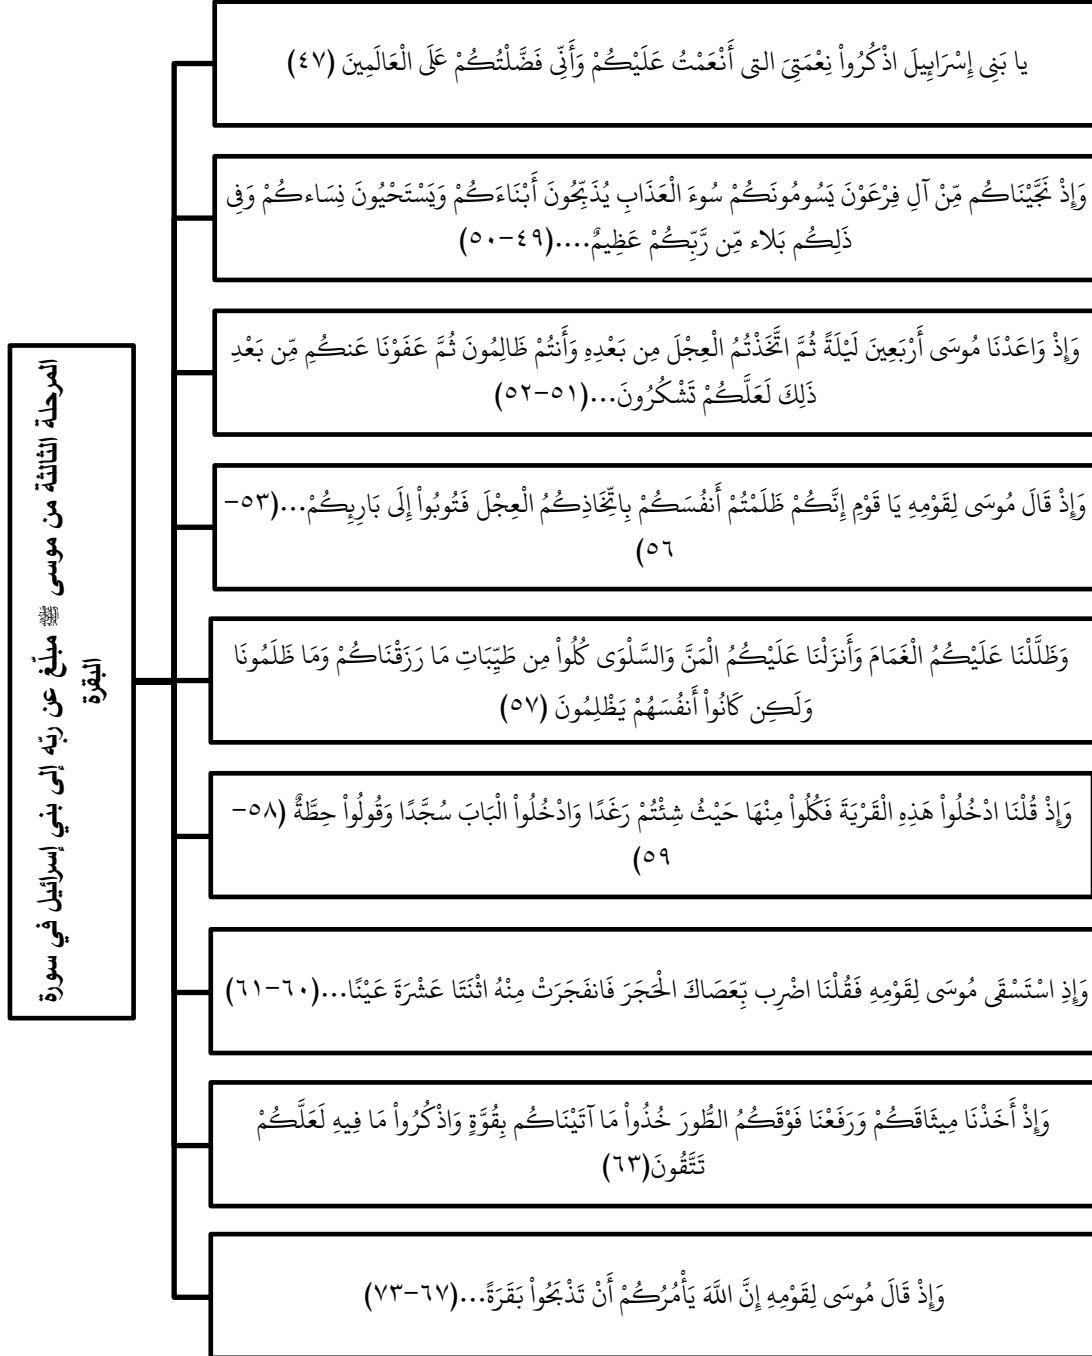 المرحلة الثالثة من موسى ﷺ مبلّغ عن ربّه إلى بني إسرائيل في سورة
البقرة
يا بَنِى إِسْرَابِيلَ اذْكُرُواْ نِعْمَتِىَ التى أَنْعَمْتُ عَلَيْكُمْ وَأَنِّى فَضَّلْتُكُمْ عَلَى الْعَالَمِينَ (٤٧)
وَإِذْ نَجَّيْنَاكُم مِّنْ آلِ فِرْعَوْنَ يَسُومُونَكُمْ سُوءَ الْعَذَابِ يُذَبِّحُونَ أَبْنَاءَكُمْ وَيَسْتَحْيُونَ نِسَاءكُمْ وَفِى
ذَلِكُم بَلاء مِّن رَّبِّكُمْ عَظِيمٌ....(٤٩-٥٠)
وَإِذْ وَاعَدْنَا مُوسَى أَرْبَعِينَ لَيْلَةً ثُمَّ اتَّخَذْتُمُ الْعِجْلَ مِن بَعْدِهِ وَأَنتُمْ ظَالِمُونَ ثُمَّ عَفَوْنَا عَنكُمِ مِّن بَعْدِ
ذَلِكَ لَعَلَّكُمْ تَشْكُرُونَ...(٥١-٥٢)
وَإِذْ قَالَ مُوسَى لِقَوْمِهِ يَا قَوْمِ إِنَّكُمْ ظَلَمْتُمْ أَنفُسَكُمْ بِاتِّخَاذِكُمُ الْعِجْلَ فَتُوبُواْ إِلَى بَارِبِكُمْ...(٥٣-
٥٦)
وَظَلَّلْنَا عَلَيْكُمُ الْغَمَامَ وَأَنزَلْنَا عَلَيْكُمُ الْمَنَّ وَالسَّلْوَى كُلُواْ مِن طَيِّبَاتِ مَا رَزَقْنَاكُمْ وَمَا ظَلَمُونَا
وَلَكِن كَانُواْ أَنفُسَهُمْ يَظْلِمُونَ (٥٧)
وَإِذْ قُلْنَا ادْخُلُواْ هَذِهِ الْقَرْيَةَ فَكُلُواْ مِنْهَا حَيْثُ شِئْتُمْ رَغَدًا وَادْخُلُواْ الْبَابَ سُجَّدًا وَقُولُواْ حِطَّةٌ (٥٨-
٥٩)
وَإِذِ اسْتَسْقَى مُوسَى لِقَوْمِهِ فَقُلْنَا اضْرِب بِّعَصَاكَ الْحَجَرَ فَانفَجَرَتْ مِنْهُ اثْنَتَا عَشْرَةَ عَيْنًا...(٦٠-٦١)
وَإِذْ أَخَذْنَا مِيثَاقَكُمْ وَرَفَعْنَا فَوْقَكُمُ الطُّورَ خُذُواْ مَا آتَيْنَاكُم بِقُوَّةٍ وَاذْكُرُواْ مَا فِيهِ لَعَلَّكُمْ
تَتَّقُونَ(٦٣)
وَإِذْ قَالَ مُوسَى لِقَوْمِهِ إِنَّ اللَّهَ يَأْمُرُكُمْ أَنْ تَذْبَحُواْ بَقَرَةً...(٦٧-٧٣)